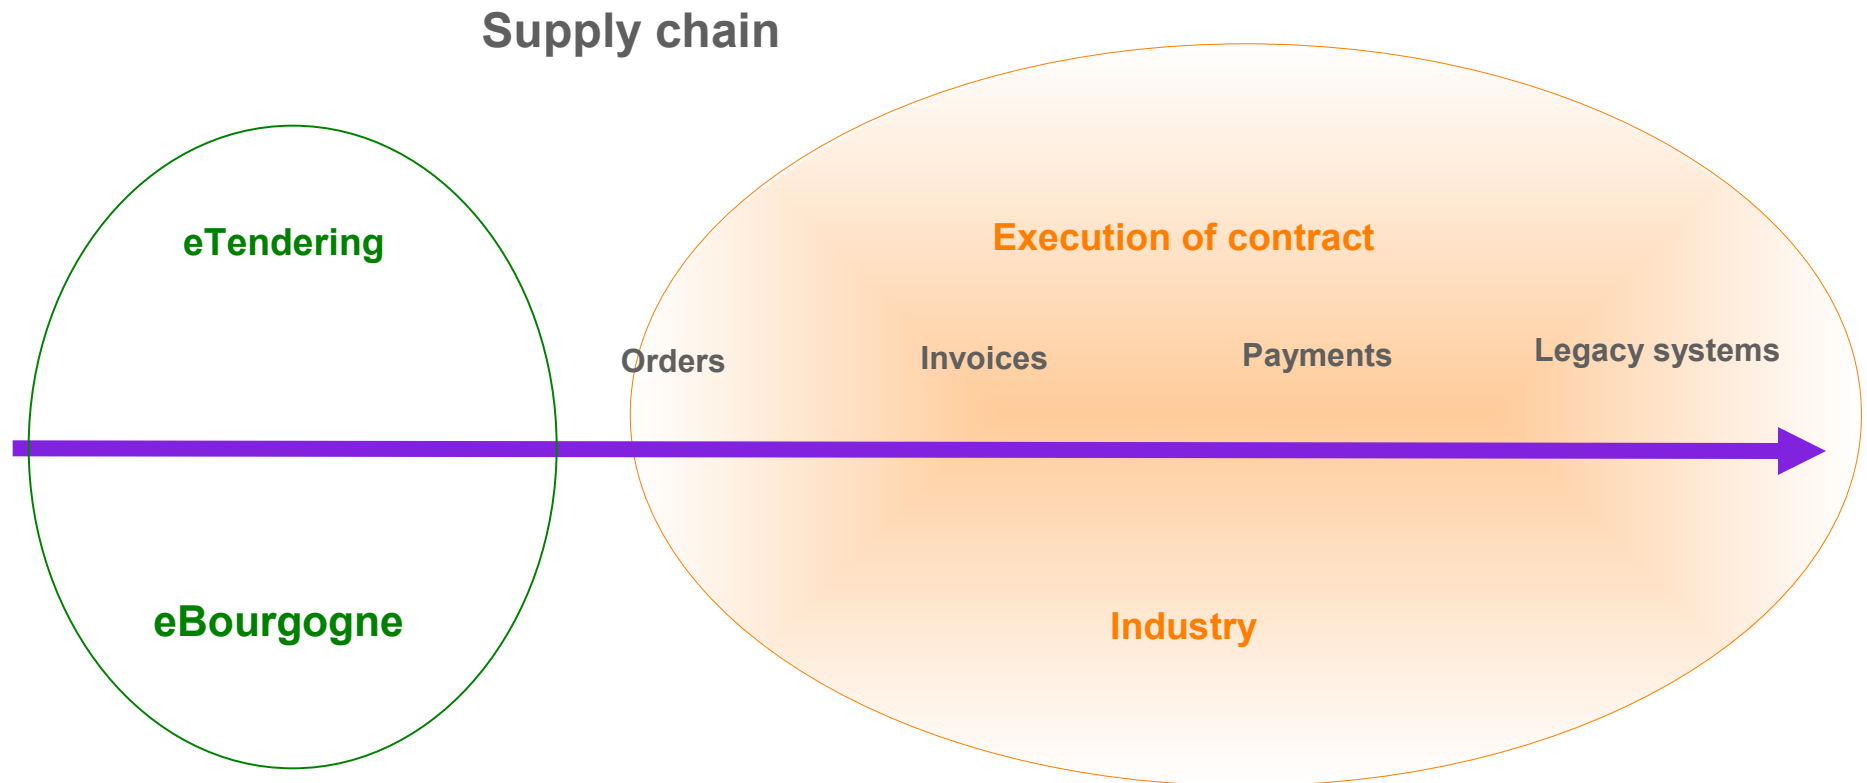 Supply chain
eTendering
Execution of contract
Orders
Invoices
Payments
Legacy systems
eBourgogne
Industry